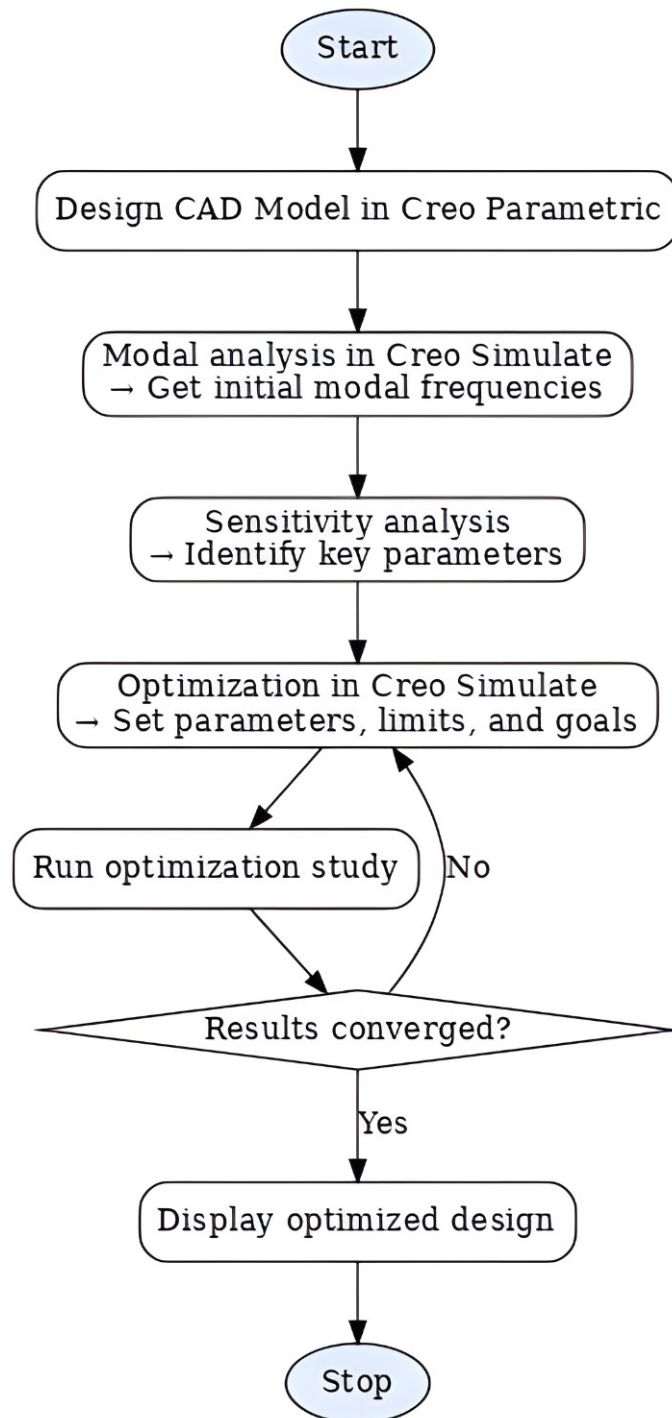 Start
Design CAD Model in Creo Parametric
Modal analysis in Creo Simulate
→ Get initial modal frequencies
Sensitivity analysis
→ Identify key parameters
Optimization in Creo Simulate
→ Set parameters, limits, and goals
Run optimization study
No
Results converged?
Yes
Display optimized design
Stop